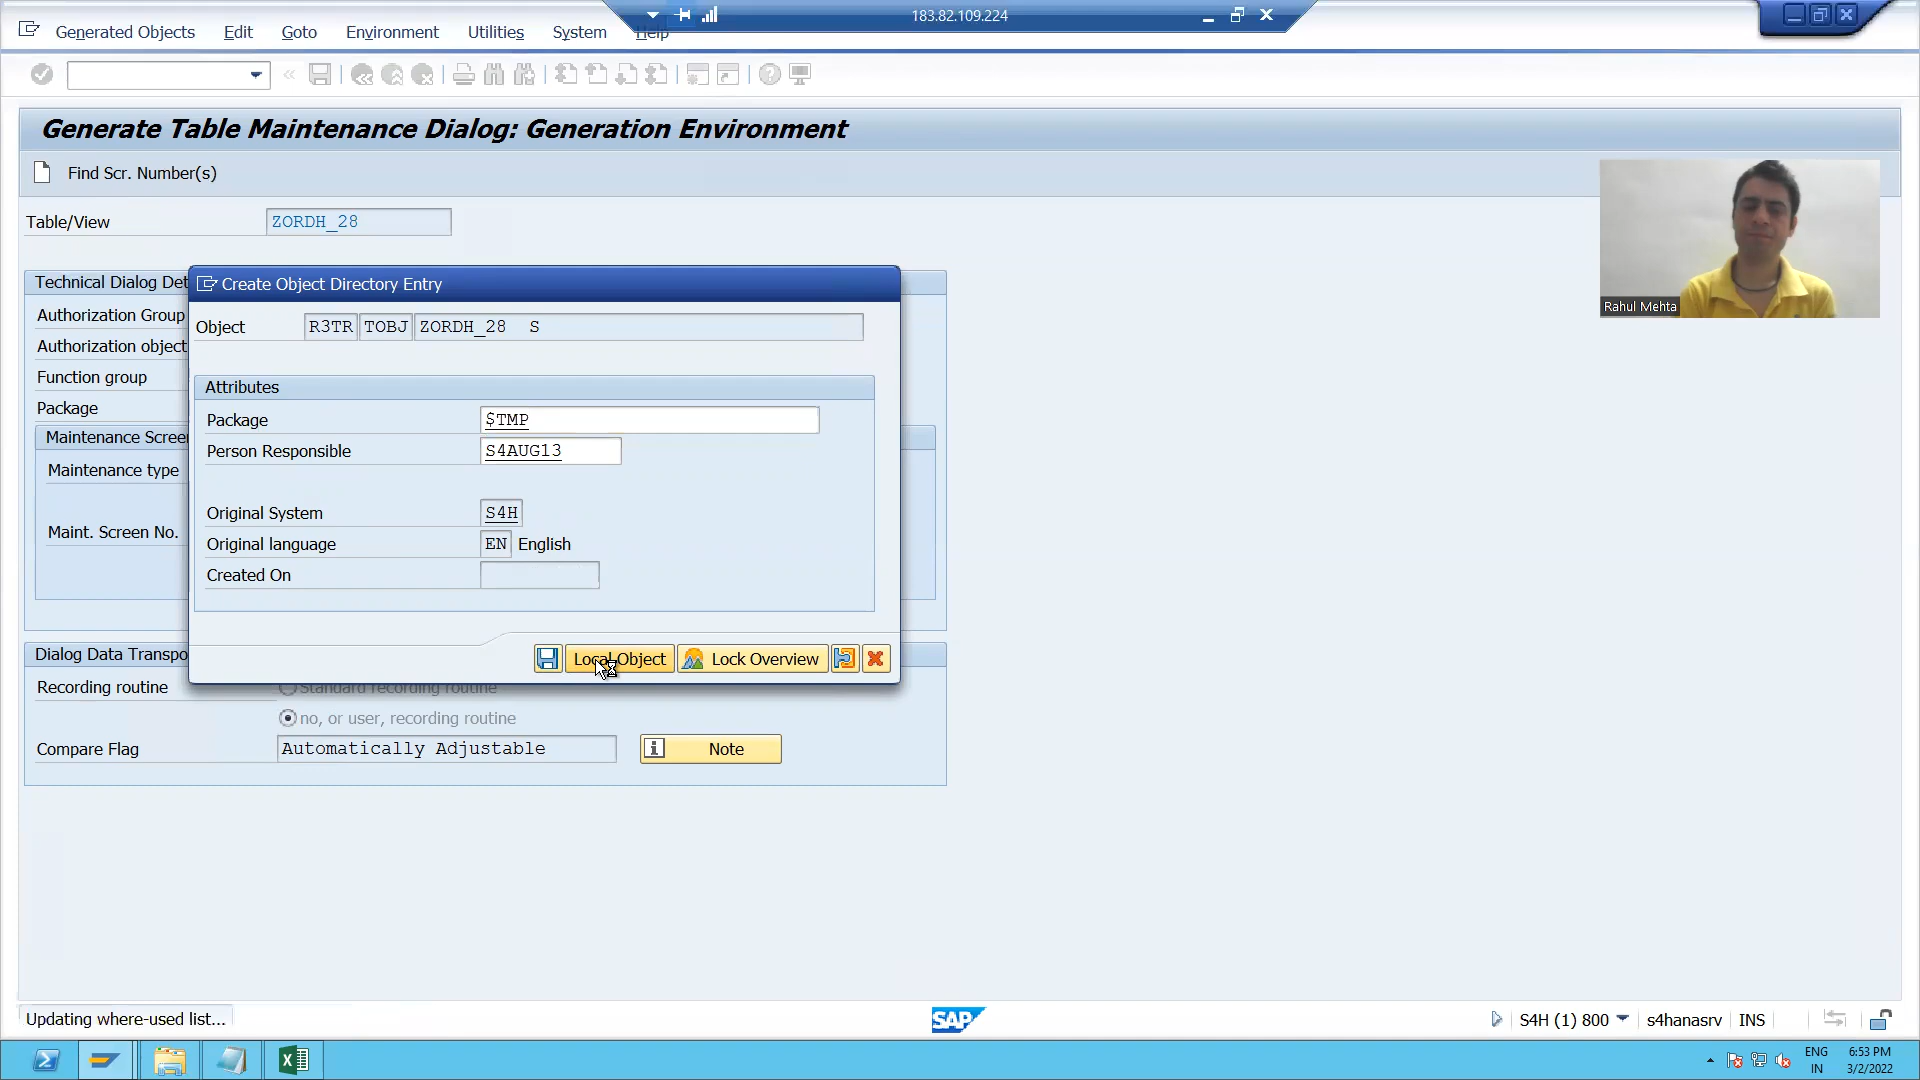 183.82.109.224
Generated Objects Edit Goto Environment Utilities System Help
Generate Table Maintenance Dialog: Generation Environment
Find Scr. Number(s)
Table/View ZORDH_28
Technical Dialog Det
Authorization Group
Authorization object
Function group
Package
Maintenance Scree
Maintenance type
Maint. Screen No.
Create Object Directory Entry
Object R3TR TOBJ ZORDH_28 S
Attributes
Package $TMP
Person Responsible S4AUG13
Original System S4H
Original language EN English
Created On
Local Object Lock Overview
Dialog Data Transpo
Recording routine Standard recording routine
no, or user, recording routine
Compare Flag Automatically Adjustable Note
Rahul Mehta
Updating where-used list...
SAP
S4H (1) 800 s4hanasrv INS
ENG 6:53 PM
IN 3/2/2022